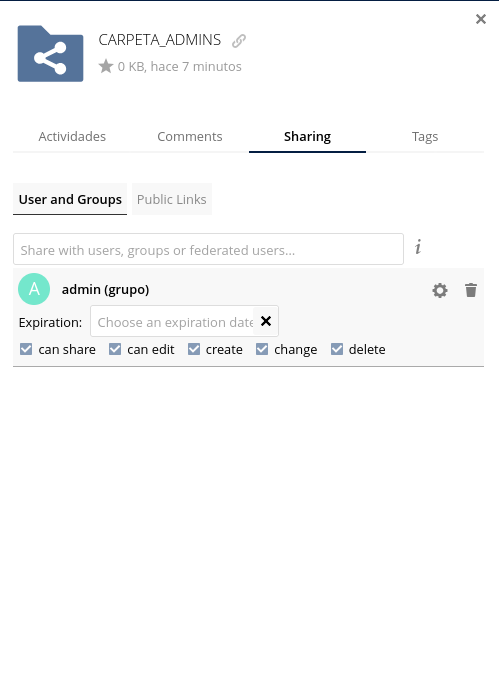 CARPETA_ADMINS
0 KB, hace 7 minutos
Actividades Comments Sharing Tags
User and Groups Public Links
Share with users, groups or federated users...
i
A admin (grupo)
Expiration: Choose an expiration date
can share can edit create change delete